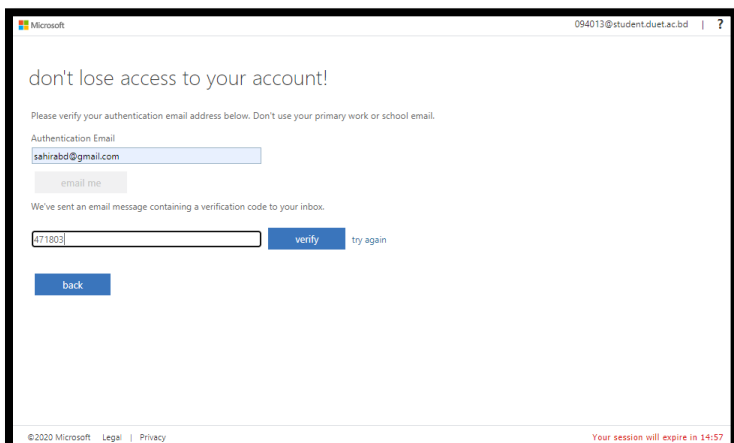 Microsoft 094013@student.duet.ac.bd | ?
don't lose access to your account!
Please verify your authentication email address below. Don't use your primary work or school email.
Authentication Email
sahirabd@gmail.com
email me
We've sent an email message containing a verification code to your inbox.
471803 verify try again
back
©2020 Microsoft Legal | Privacy Your session will expire in 14:57